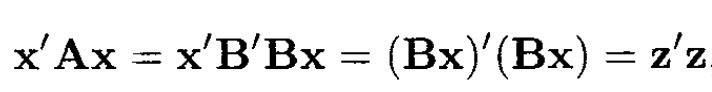 x′Ax = x′B′Bx = (Bx)′(Bx) = z′z,